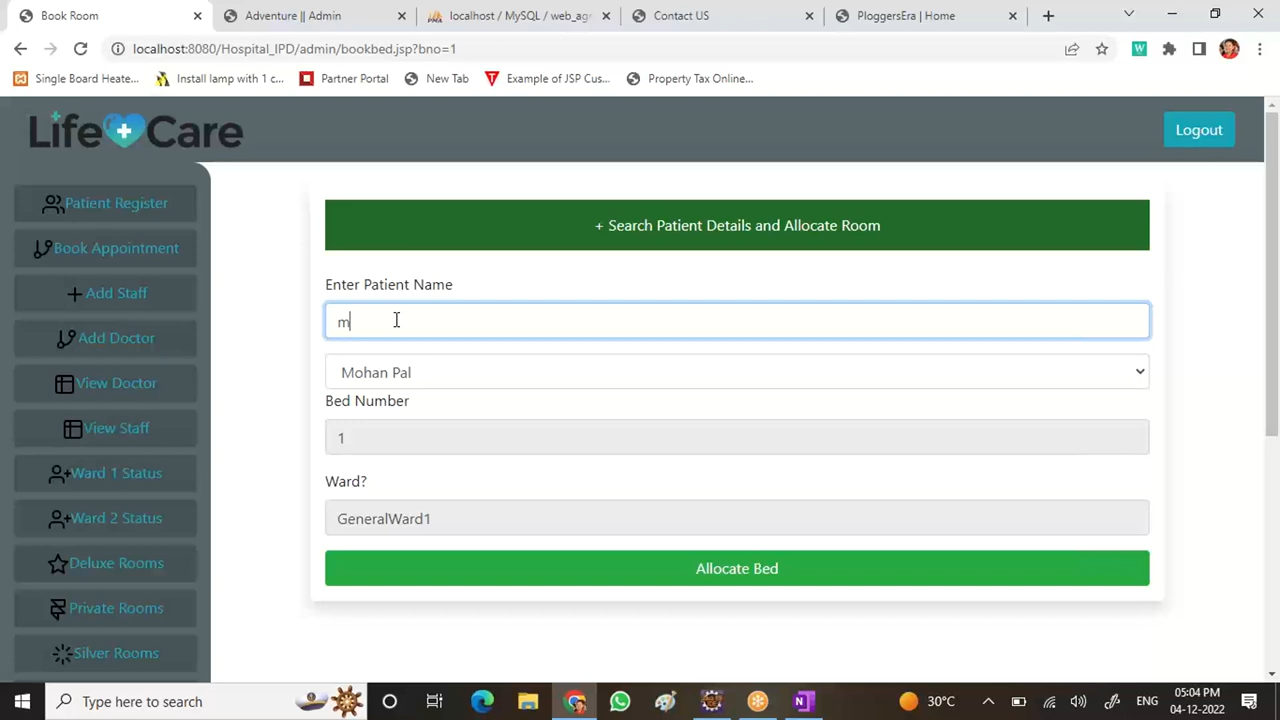 Book Room
Adventure || Admin
localhost / MySQL / web_age
Contact US
PloggersEra | Home
localhost:8080/Hospital_IPD/admin/bookbed.jsp?bno=1
Single Board Heate...
Install lamp with 1 c...
Partner Portal
New Tab
Example of JSP Cus...
Property Tax Online...
Life Care
Logout
Patient Register
Book Appointment
Add Staff
Add Doctor
View Doctor
View Staff
Ward 1 Status
Ward 2 Status
Deluxe Rooms
Private Rooms
Silver Rooms
+ Search Patient Details and Allocate Room
Enter Patient Name
m
Mohan Pal
Bed Number
1
Ward?
GeneralWard1
Allocate Bed
Type here to search
30°C
ENG
05:04 PM
04-12-2022